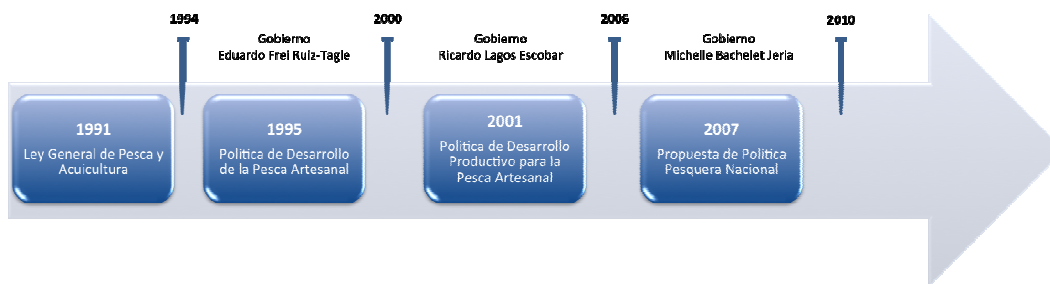 1994
2000
2006
2010
Gobierno
Eduardo Frei Ruiz-Tagle
Gobierno
Ricardo Lagos Escobar
Gobierno
Michelle Bachelet Jeria
1991
Ley General de Pesca y
Acuicultura
1995
Política de Desarrollo
de la Pesca Artesanal
2001
Política de Desarrollo
Productivo para la
Pesca Artesanal
2007
Propuesta de Política
Pesquera Nacional